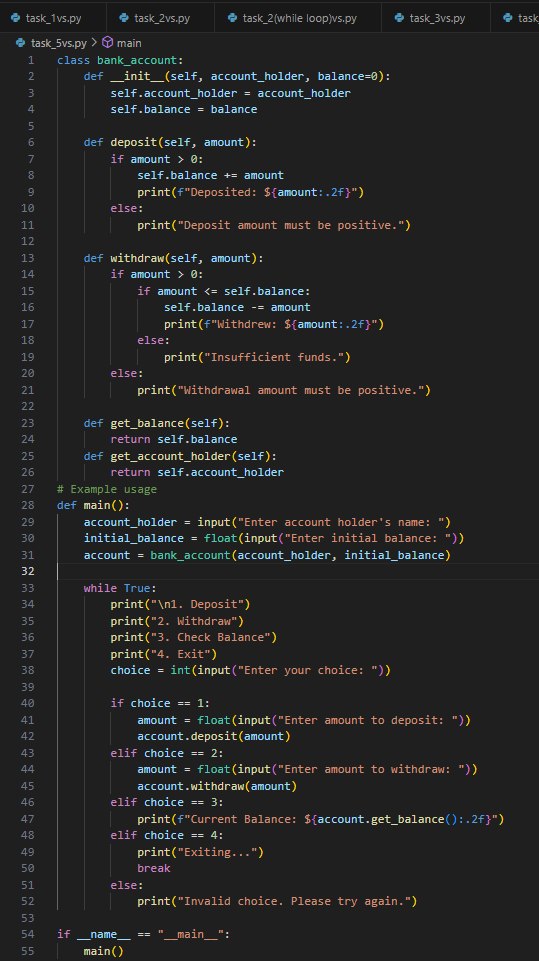 task_1vs.py task_2vs.py task_2(while loop)vs.py task_3vs.py task
task_5vs.py > main
1 class bank_account:
2     def __init__(self, account_holder, balance=0):
3         self.account_holder = account_holder
4         self.balance = balance
5
6     def deposit(self, amount):
7         if amount > 0:
8             self.balance += amount
9             print(f"Deposited: ${amount:.2f}")
10         else:
11             print("Deposit amount must be positive.")
12
13     def withdraw(self, amount):
14         if amount > 0:
15             if amount <= self.balance:
16                 self.balance -= amount
17                 print(f"Withdrew: ${amount:.2f}")
18             else:
19                 print("Insufficient funds.")
20         else:
21             print("Withdrawal amount must be positive.")
22
23     def get_balance(self):
24         return self.balance
25     def get_account_holder(self):
26         return self.account_holder
27 # Example usage
28 def main():
29     account_holder = input("Enter account holder's name: ")
30     initial_balance = float(input("Enter initial balance: "))
31     account = bank_account(account_holder, initial_balance)
32
33     while True:
34         print("\n1. Deposit")
35         print("2. Withdraw")
36         print("3. Check Balance")
37         print("4. Exit")
38         choice = int(input("Enter your choice: "))
39
40         if choice == 1:
41             amount = float(input("Enter amount to deposit: "))
42             account.deposit(amount)
43         elif choice == 2:
44             amount = float(input("Enter amount to withdraw: "))
45             account.withdraw(amount)
46         elif choice == 3:
47             print(f"Current Balance: ${account.get_balance():.2f}")
48         elif choice == 4:
49             print("Exiting...")
50             break
51         else:
52             print("Invalid choice. Please try again.")
53
54 if __name__ == "__main__":
55     main()